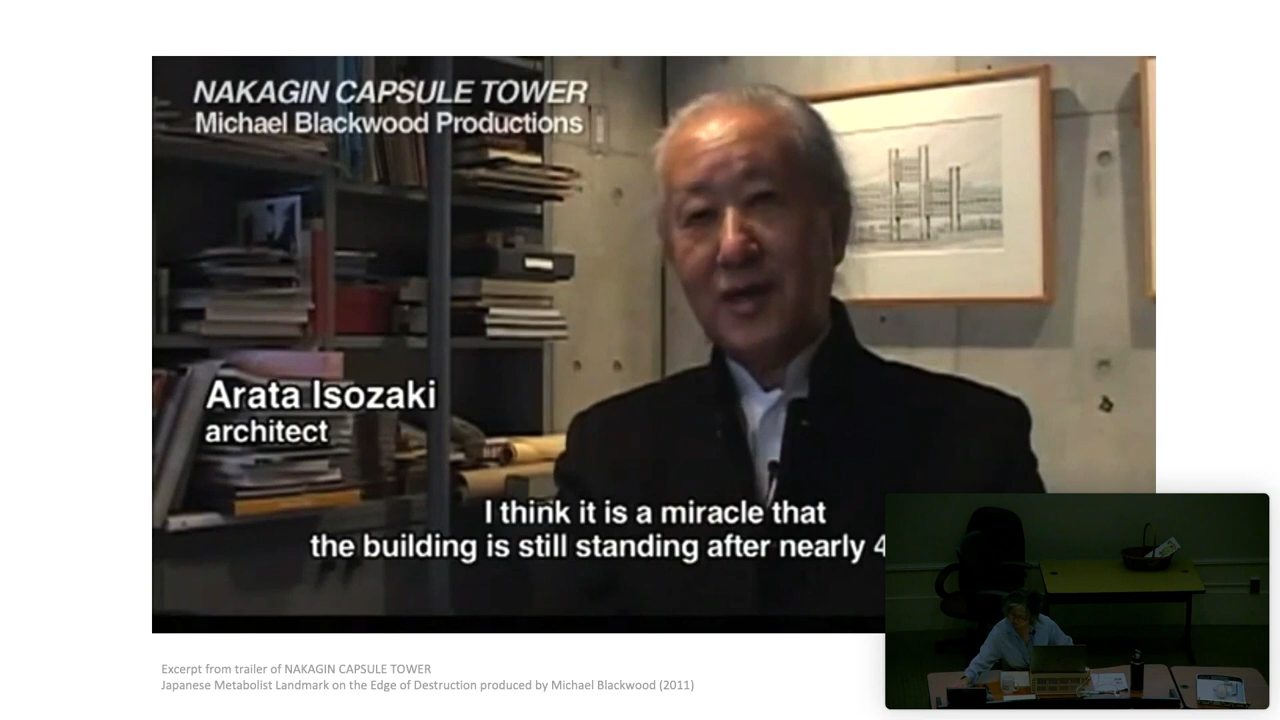 NAKAGIN CAPSULE TOWER
Michael Blackwood Productions
Arata Isozaki
architect
I think it is a miracle that
the building is still standing after nearly 4
Excerpt from trailer of NAKAGIN CAPSULE TOWER
Japanese Metabolist Landmark on the Edge of Destruction produced by Michael Blackwood (2011)